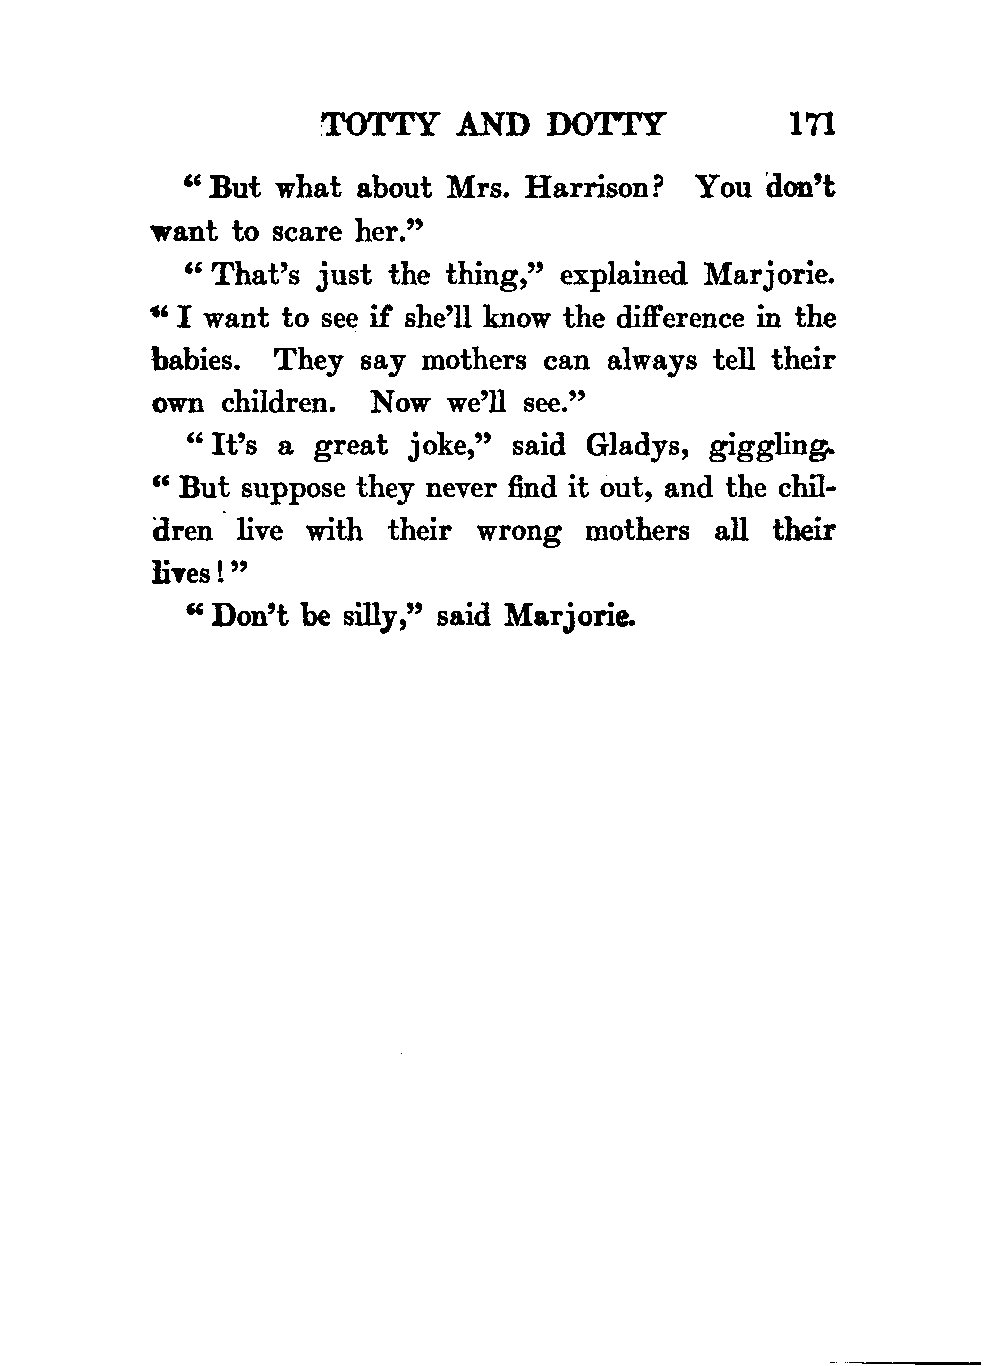 TOTTY AND DOTTY 171
“ But what about Mrs. Harrison? You don’t
want to scare her.”
“ That’s just the thing,” explained Marjorie.
“ I want to see if she’ll know the difference in the
babies. They say mothers can always tell their
own children. Now we’ll see.”
“ It’s a great joke,” said Gladys, giggling.
“ But suppose they never find it out, and the chil-
dren live with their wrong mothers all their
lives! ”
“ Don’t be silly,” said Marjorie.